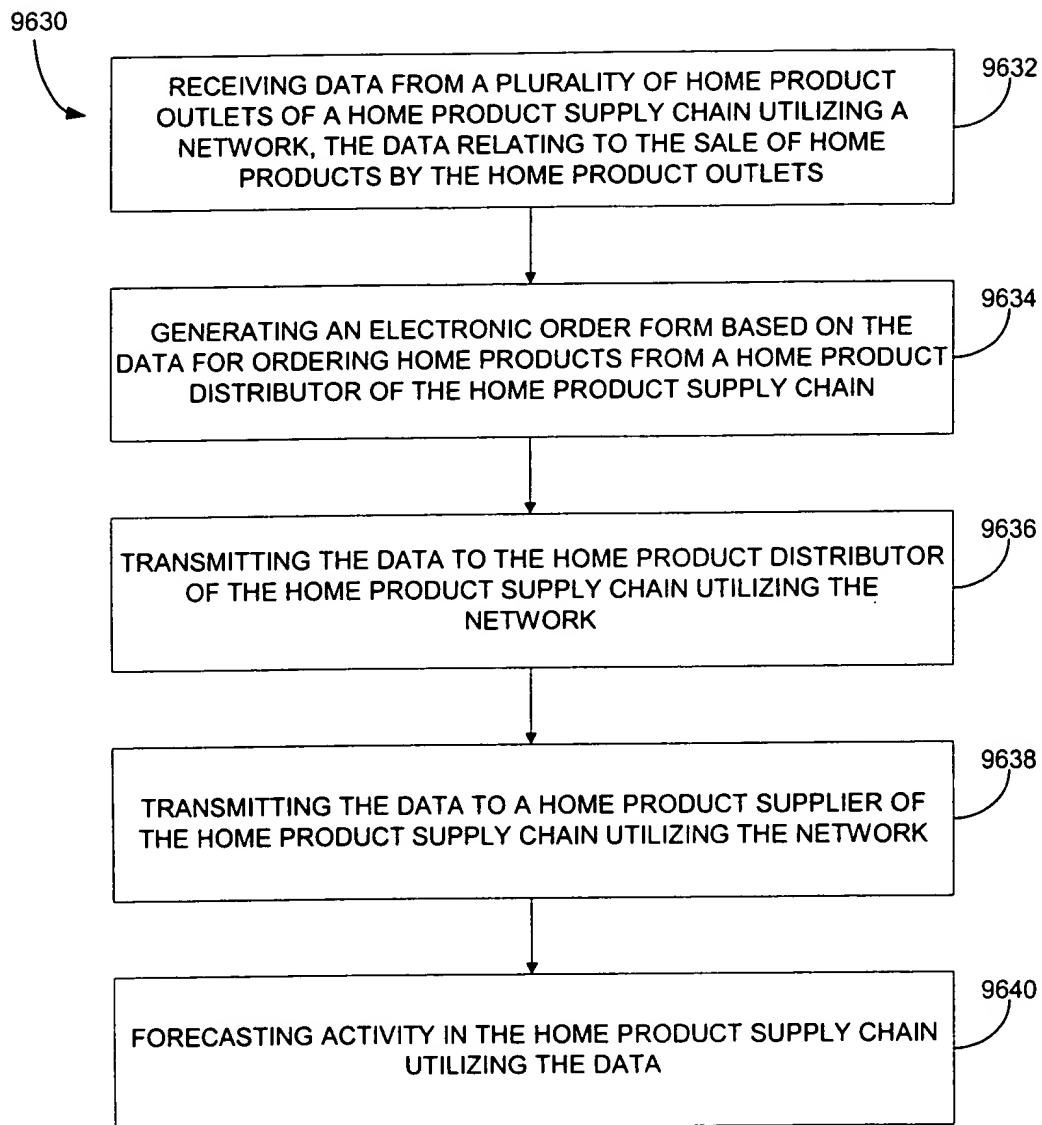 9630
RECEIVING DATA FROM A PLURALITY OF HOME PRODUCT
OUTLETS OF A HOME PRODUCT SUPPLY CHAIN UTILIZING A
NETWORK, THE DATA RELATING TO THE SALE OF HOME
PRODUCTS BY THE HOME PRODUCT OUTLETS
9632
GENERATING AN ELECTRONIC ORDER FORM BASED ON THE
DATA FOR ORDERING HOME PRODUCTS FROM A HOME PRODUCT
DISTRIBUTOR OF THE HOME PRODUCT SUPPLY CHAIN
9634
TRANSMITTING THE DATA TO THE HOME PRODUCT DISTRIBUTOR
OF THE HOME PRODUCT SUPPLY CHAIN UTILIZING THE
NETWORK
9636
TRANSMITTING THE DATA TO A HOME PRODUCT SUPPLIER OF
THE HOME PRODUCT SUPPLY CHAIN UTILIZING THE NETWORK
9638
FORECASTING ACTIVITY IN THE HOME PRODUCT SUPPLY CHAIN
UTILIZING THE DATA
9640